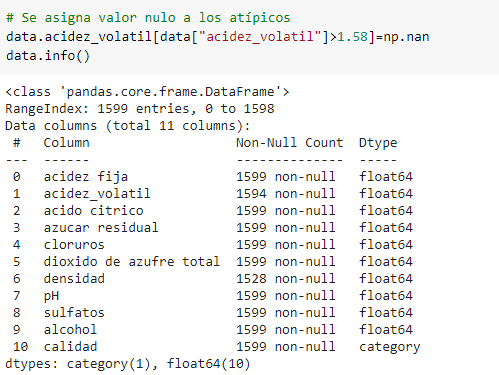 # Se asigna valor nulo a los atípicos
data.acidez_volatil[data["acidez_volatil"]>1.58]=np.nan
data.info()
<class 'pandas.core.frame.DataFrame'>
RangeIndex: 1599 entries, 0 to 1598
Data columns (total 11 columns):
 #   Column                   Non-Null Count  Dtype
---  ------                   --------------  -----
 0   acidez fija              1599 non-null   float64
 1   acidez_volatil           1594 non-null   float64
 2   acido citrico            1599 non-null   float64
 3   azucar residual          1599 non-null   float64
 4   cloruros                 1599 non-null   float64
 5   dioxido de azufre total  1599 non-null   float64
 6   densidad                 1528 non-null   float64
 7   pH                       1599 non-null   float64
 8   sulfatos                 1599 non-null   float64
 9   alcohol                  1599 non-null   float64
 10  calidad                  1599 non-null   category
dtypes: category(1), float64(10)